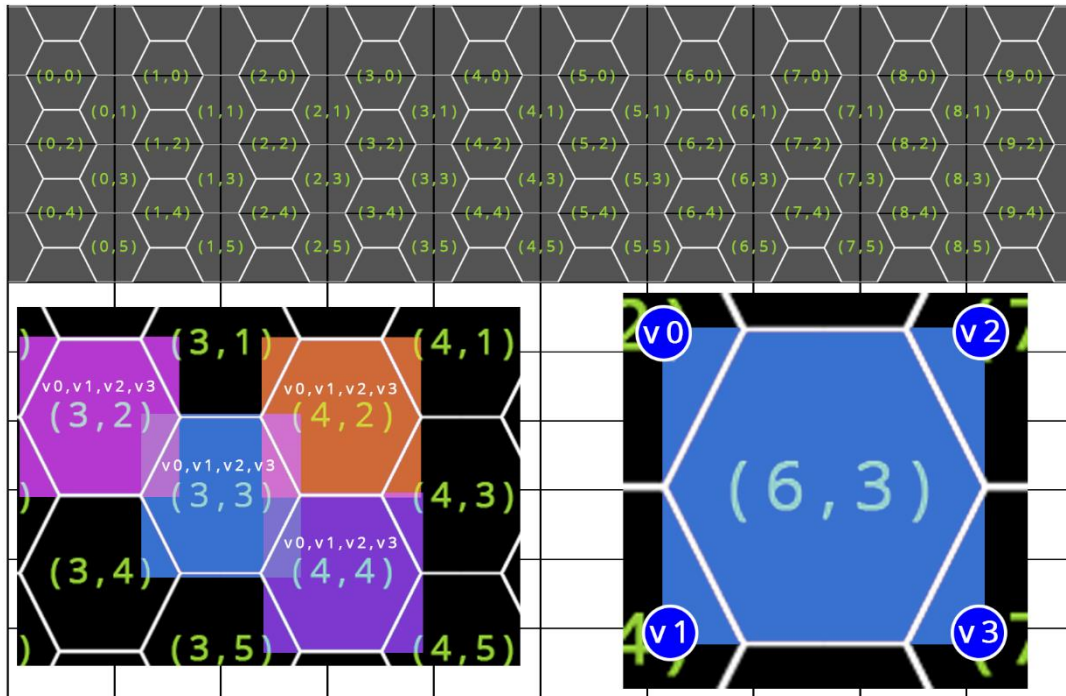 (0,0) (1,0) (2,0) (3,0) (4,0) (5,0) (6,0) (7,0) (8,0) (9,0)
(0,1) (1,1) (2,1) (3,1) (4,1) (5,1) (6,1) (7,1) (8,1)
(0,2) (1,2) (2,2) (3,2) (4,2) (5,2) (6,2) (7,2) (8,2) (9,2)
(0,3) (1,3) (2,3) (3,3) (4,3) (5,3) (6,3) (7,3) (8,3)
(0,4) (1,4) (2,4) (3,4) (4,4) (5,4) (6,4) (7,4) (8,4) (9,4)
(0,5) (1,5) (2,5) (3,5) (4,5) (5,5) (6,5) (7,5) (8,5)
) (3,1) (4,1)
v0,v1,v2,v3 v0,v1,v2,v3
(3,2) (4,2)
v0,v1,v2,v3
) (3,3) (4,3)
v0,v1,v2,v3
(3,4) (4,4)
) (3,5) (4,5)
2) v0 v2 (7
(6,3)
4) v1 v3 (7